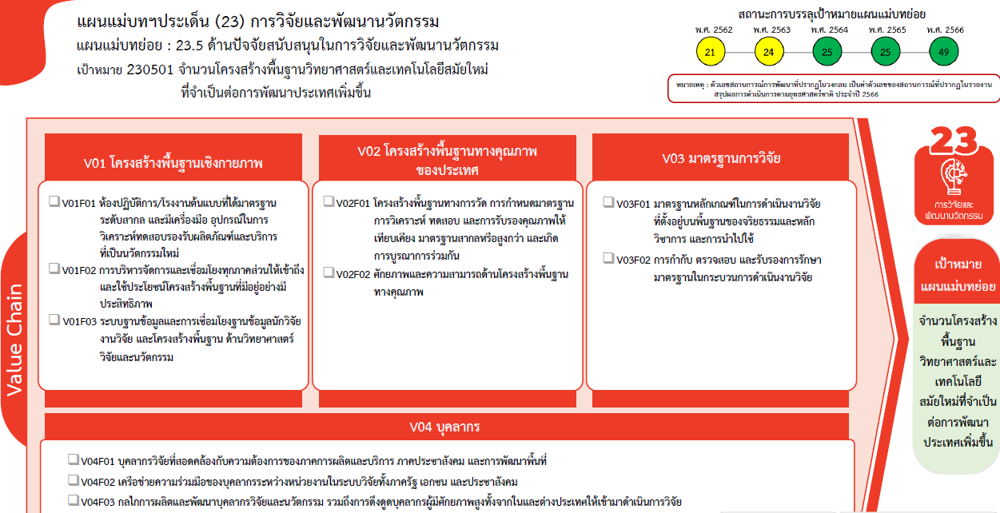 แผนแม่บทฯประเด็น (23) การวิจัยและพัฒนานวัตกรรม
แผนแม่บทย่อย : 23.5 ด้านปัจจัยสนับสนุนในการวิจัยและพัฒนานวัตกรรม
เป้าหมาย 230501 จำนวนโครงสร้างพื้นฐานวิทยาศาสตร์และเทคโนโลยีสมัยใหม่
ที่จำเป็นต่อการพัฒนาประเทศเพิ่มขึ้น
สถานะการบรรลุเป้าหมายแผนแม่บทย่อย
พ.ศ. 2562 พ.ศ. 2563 พ.ศ. 2564 พ.ศ. 2565 พ.ศ. 2566
21 24 25 25 49
หมายเหตุ : ตัวเลขสถานการณ์การพัฒนาที่ปรากฏในวงกลม เป็นค่าตัวเลขของสถานการณ์ที่ปรากฏในรายงาน
สรุปผลการดำเนินการตามยุทธศาสตร์ชาติ ประจำปี 2566
Value Chain
V01 โครงสร้างพื้นฐานเชิงกายภาพ
V01F01 ห้องปฏิบัติการ/โรงงานต้นแบบที่ได้มาตรฐาน
ระดับสากล และมีเครื่องมือ อุปกรณ์ในการ
วิเคราะห์ทดสอบรองรับผลิตภัณฑ์และบริการ
ที่เป็นนวัตกรรมใหม่
V01F02 การบริหารจัดการและเชื่อมโยงทุกภาคส่วนให้เข้าถึง
และใช้ประโยชน์โครงสร้างพื้นฐานที่มีอยู่อย่างมี
ประสิทธิภาพ
V01F03 ระบบฐานข้อมูลและการเชื่อมโยงฐานข้อมูลนักวิจัย
งานวิจัย และโครงสร้างพื้นฐาน ด้านวิทยาศาสตร์
วิจัยและนวัตกรรม
V02 โครงสร้างพื้นฐานทางคุณภาพ
ของประเทศ
V02F01 โครงสร้างพื้นฐานทางการวัด การกำหนดมาตรฐาน
การวิเคราะห์ ทดสอบ และการรับรองคุณภาพให้
เทียบเคียง มาตรฐานสากลหรือสูงกว่า และเกิด
การบูรณาการร่วมกัน
V02F02 ศักยภาพและความสามารถด้านโครงสร้างพื้นฐาน
ทางคุณภาพ
V03 มาตรฐานการวิจัย
V03F01 มาตรฐานหลักเกณฑ์ในการดำเนินงานวิจัย
ที่ตั้งอยู่บนพื้นฐานของจริยธรรมและหลัก
วิชาการ และการนำไปใช้
V03F02 การกำกับ ตรวจสอบ และรับรองการรักษา
มาตรฐานในกระบวนการดำเนินงานวิจัย
V04 บุคลากร
V04F01 บุคลากรวิจัยที่สอดคล้องกับความต้องการของภาคการผลิตและบริการ ภาคประชาสังคม และการพัฒนาพื้นที่
V04F02 เครือข่ายความร่วมมือของบุคลากรระหว่างหน่วยงานในระบบวิจัยทั้งภาครัฐ เอกชน และประชาสังคม
V04F03 กลไกการผลิตและพัฒนาบุคลากรวิจัยและนวัตกรรม รวมถึงการดึงดูดบุคลากรผู้มีศักยภาพสูงทั้งจากในและต่างประเทศให้เข้ามาดำเนินการวิจัย
23
การวิจัยและ
พัฒนานวัตกรรม
เป้าหมาย
แผนแม่บทย่อย
จำนวนโครงสร้าง
พื้นฐาน
วิทยาศาสตร์และ
เทคโนโลยี
สมัยใหม่ที่จำเป็น
ต่อการพัฒนา
ประเทศเพิ่มขึ้น